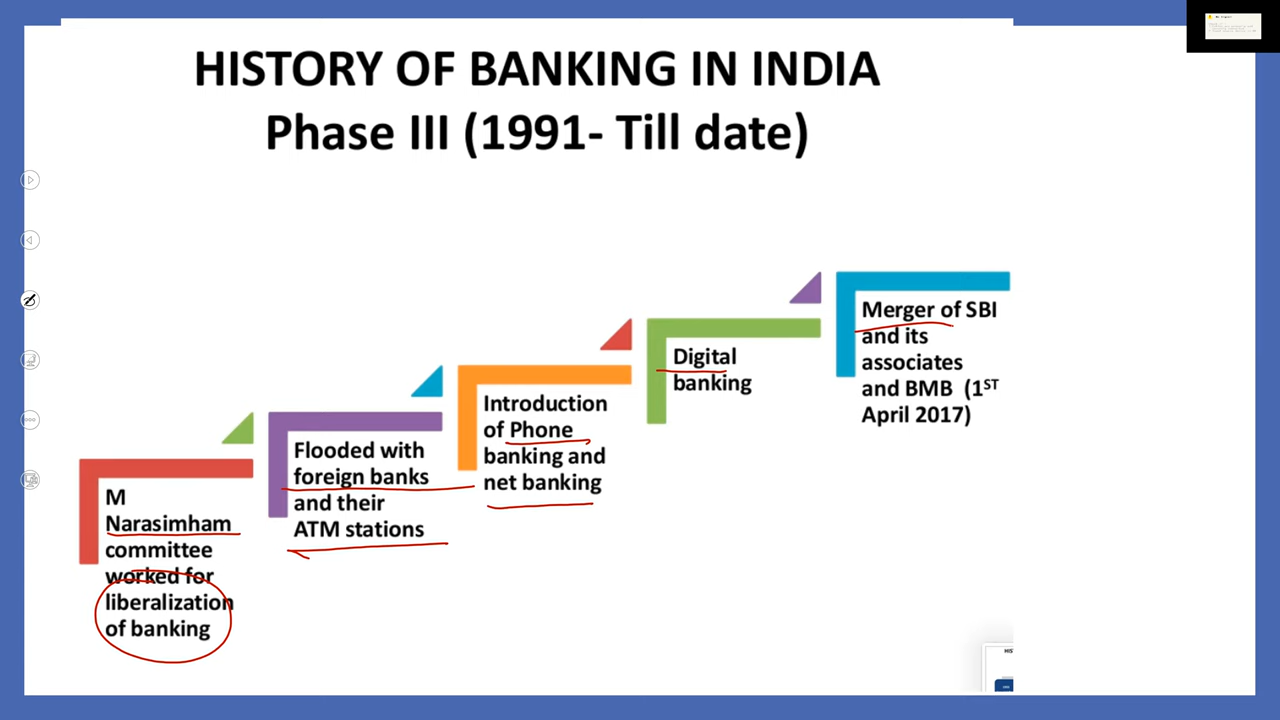 HISTORY OF BANKING IN INDIA
Phase III (1991- Till date)
M
Narasimham
committee
worked for
liberalization
of banking
Flooded with
foreign banks
and their
ATM stations
Introduction
of Phone
banking and
net banking
Digital
banking
Merger of SBI
and its
associates
and BMB (1ST
April 2017)